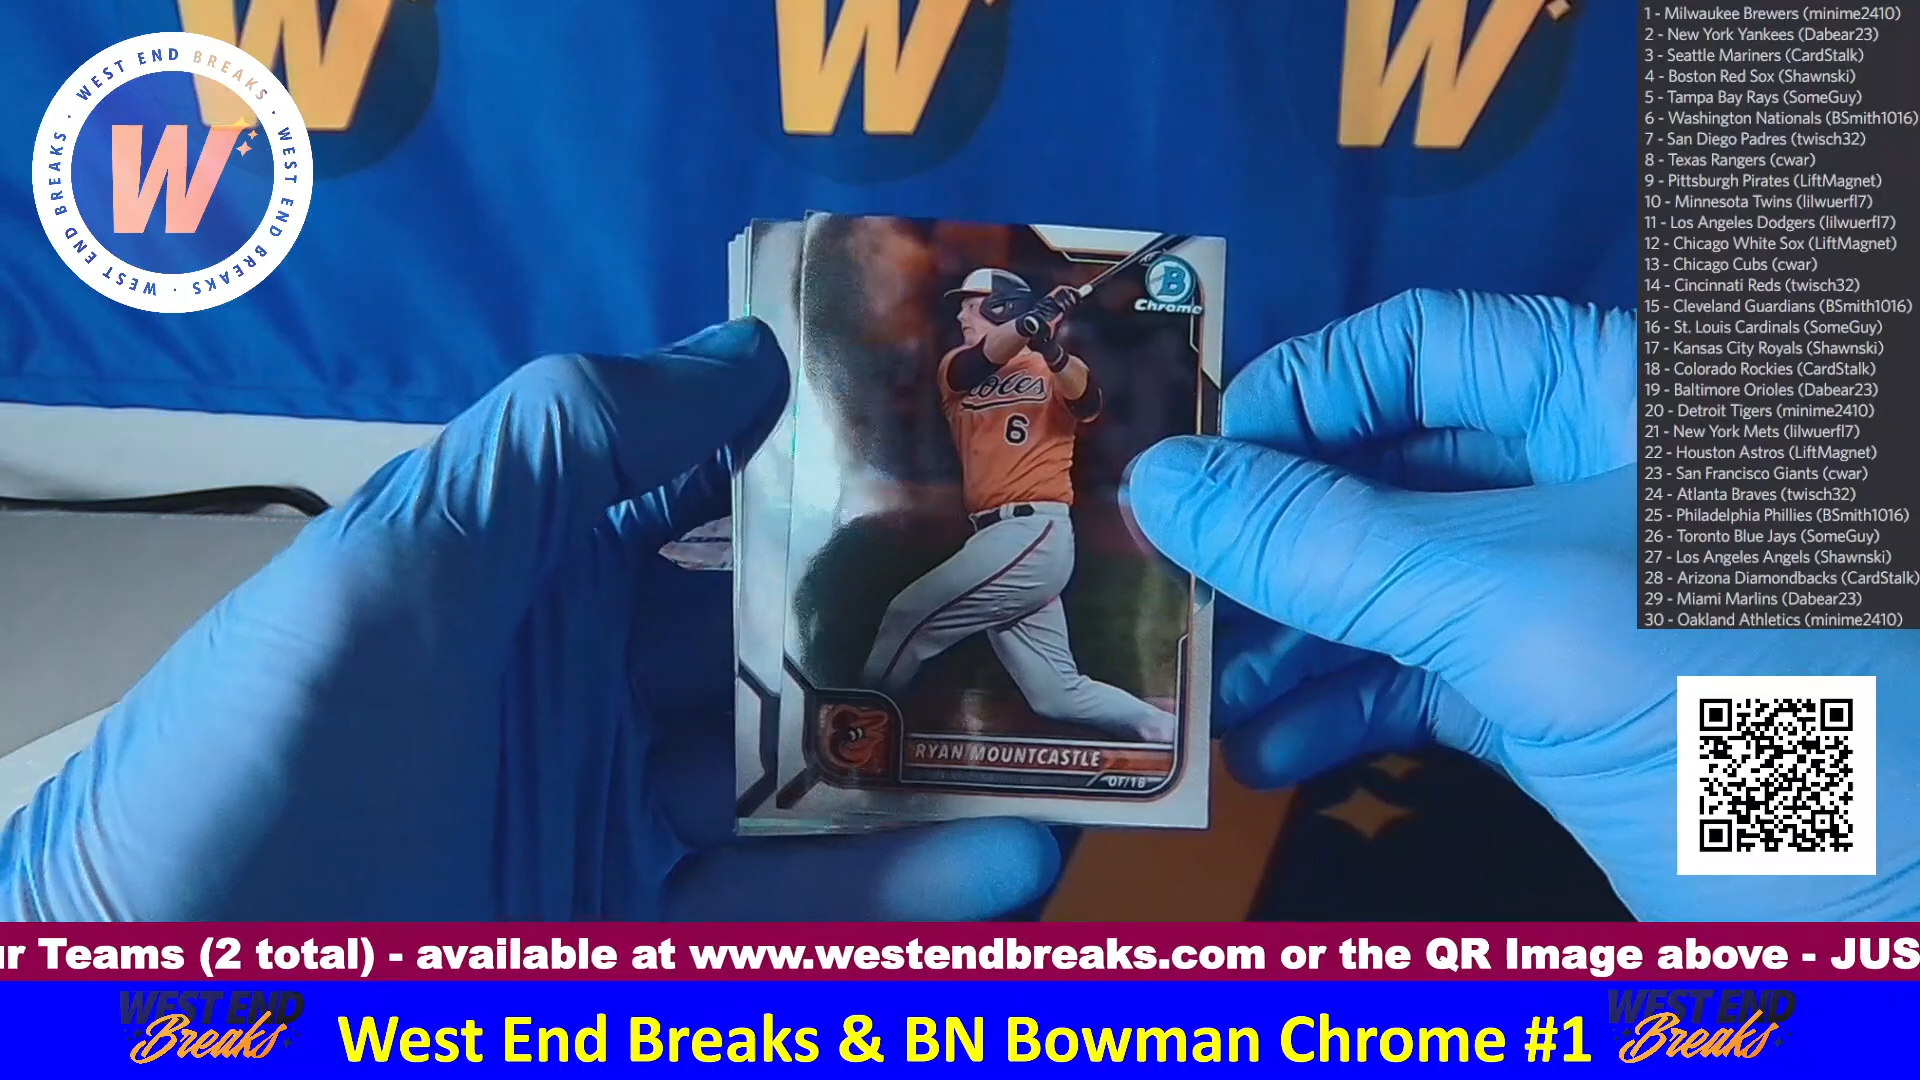 WEST END BREAKS · WEST END BREAKS · WEST END BREAKS ·
W
W
W
W
B
Chrome
Orioles
6
RYAN MOUNTCASTLE
OF/1B
1 - Milwaukee Brewers (minime2410)
2 - New York Yankees (Dabear23)
3 - Seattle Mariners (CardStalk)
4 - Boston Red Sox (Shawnski)
5 - Tampa Bay Rays (SomeGuy)
6 - Washington Nationals (BSmith1016)
7 - San Diego Padres (twisch32)
8 - Texas Rangers (cwar)
9 - Pittsburgh Pirates (LiftMagnet)
10 - Minnesota Twins (lilwuerfl7)
11 - Los Angeles Dodgers (lilwuerfl7)
12 - Chicago White Sox (LiftMagnet)
13 - Chicago Cubs (cwar)
14 - Cincinnati Reds (twisch32)
15 - Cleveland Guardians (BSmith1016)
16 - St. Louis Cardinals (SomeGuy)
17 - Kansas City Royals (Shawnski)
18 - Colorado Rockies (CardStalk)
19 - Baltimore Orioles (Dabear23)
20 - Detroit Tigers (minime2410)
21 - New York Mets (lilwuerfl7)
22 - Houston Astros (LiftMagnet)
23 - San Francisco Giants (cwar)
24 - Atlanta Braves (twisch32)
25 - Philadelphia Phillies (BSmith1016)
26 - Toronto Blue Jays (SomeGuy)
27 - Los Angeles Angels (Shawnski)
28 - Arizona Diamondbacks (CardStalk)
29 - Miami Marlins (Dabear23)
30 - Oakland Athletics (minime2410)
ur Teams (2 total) - available at www.westendbreaks.com or the QR Image above - JUS
WEST END
Breaks
West End Breaks & BN Bowman Chrome #1
WEST END
Breaks